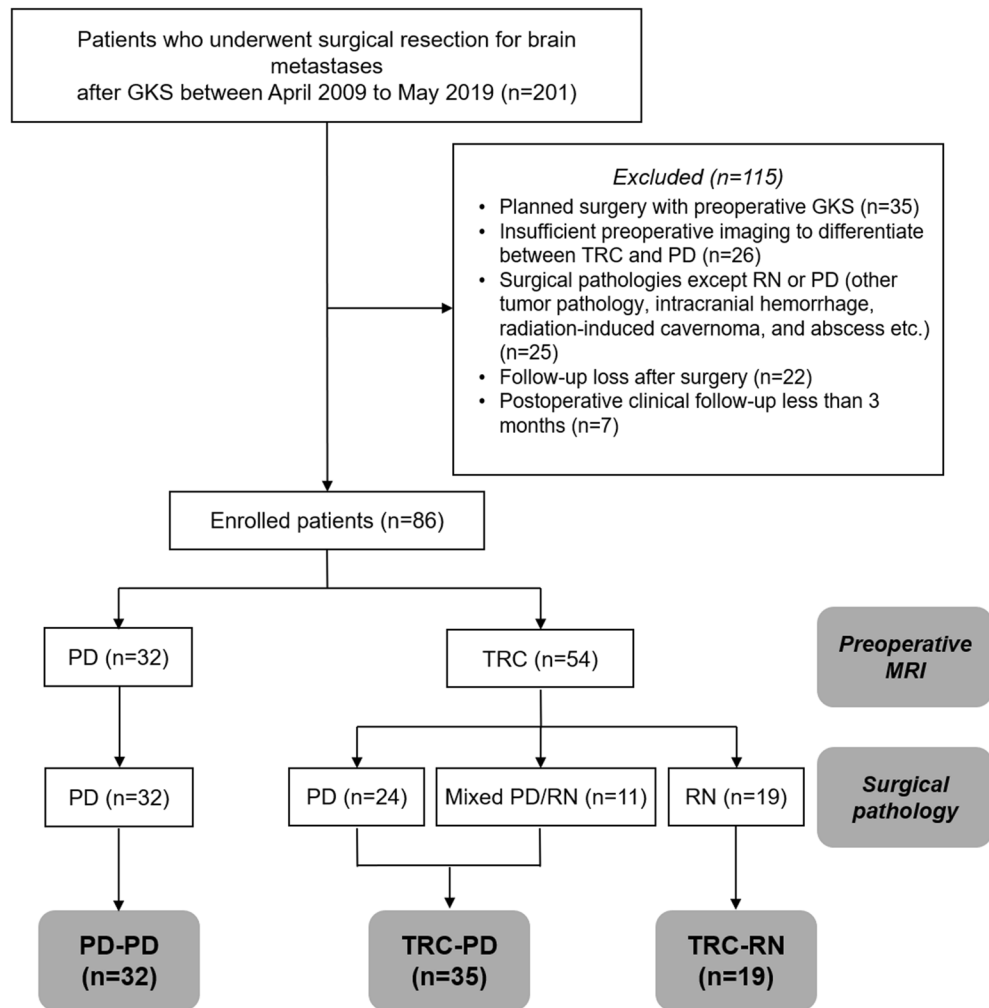 Patients who underwent surgical resection for brain
metastases
after GKS between April 2009 to May 2019 (n=201)
Excluded (n=115)
• Planned surgery with preoperative GKS (n=35)
• Insufficient preoperative imaging to differentiate
between TRC and PD (n=26)
• Surgical pathologies except RN or PD (other
tumor pathology, intracranial hemorrhage,
radiation-induced cavernoma, and abscess etc.)
(n=25)
• Follow-up loss after surgery (n=22)
• Postoperative clinical follow-up less than 3
months (n=7)
Enrolled patients (n=86)
PD (n=32)
TRC (n=54)
Preoperative
MRI
PD (n=32)
PD (n=24)
Mixed PD/RN (n=11)
RN (n=19)
Surgical
pathology
PD-PD
(n=32)
TRC-PD
(n=35)
TRC-RN
(n=19)